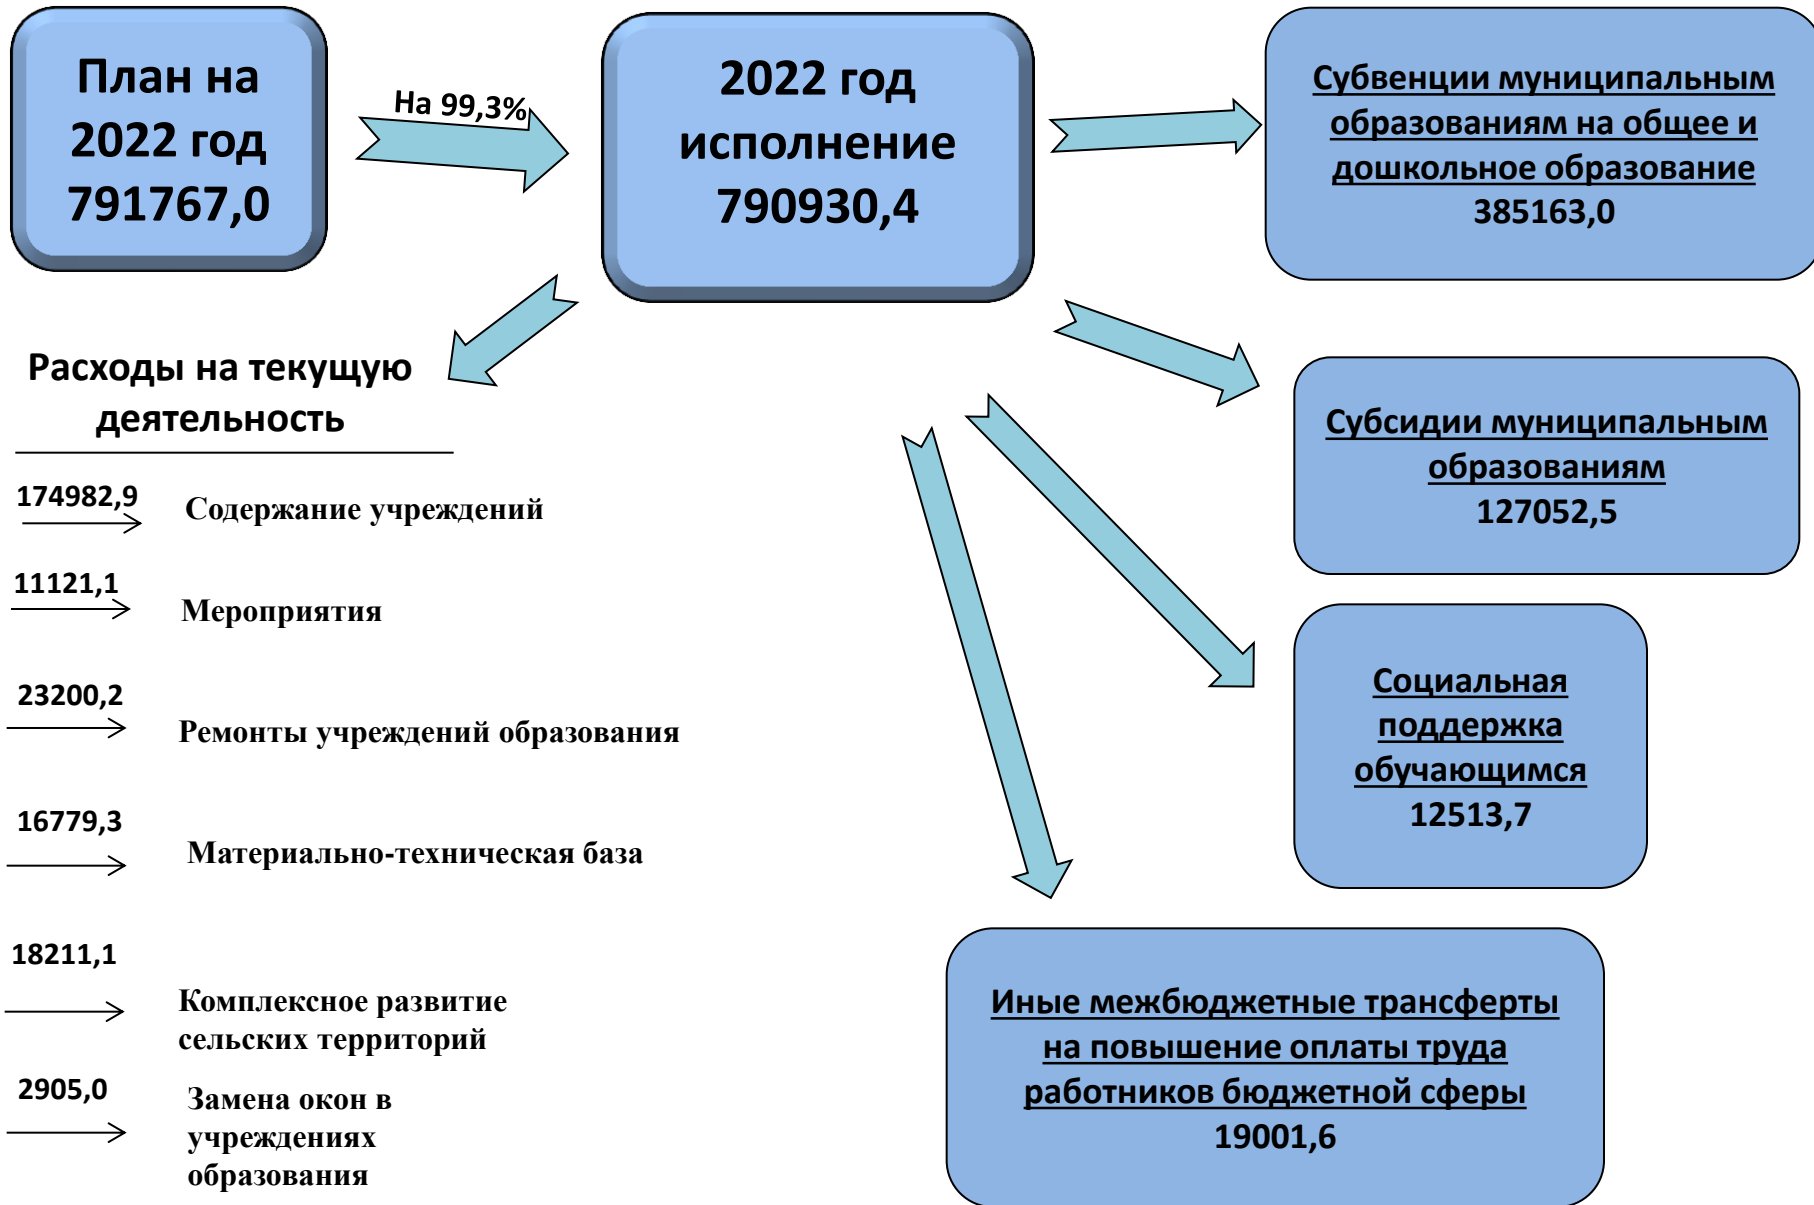 План на
2022 год
791767,0
На 99,3%
2022 год
исполнение
790930,4
Субвенции муниципальным
образованиям на общее и
дошкольное образование
385163,0
Субсидии муниципальным
образованиям
127052,5
Социальная
поддержка
обучающимся
12513,7
Иные межбюджетные трансферты
на повышение оплаты труда
работников бюджетной сферы
19001,6
Расходы на текущую
деятельность
174982,9
Содержание учреждений
11121,1
Мероприятия
23200,2
Ремонты учреждений образования
16779,3
Материально-техническая база
18211,1
Комплексное развитие
сельских территорий
2905,0
Замена окон в
учреждениях
образования